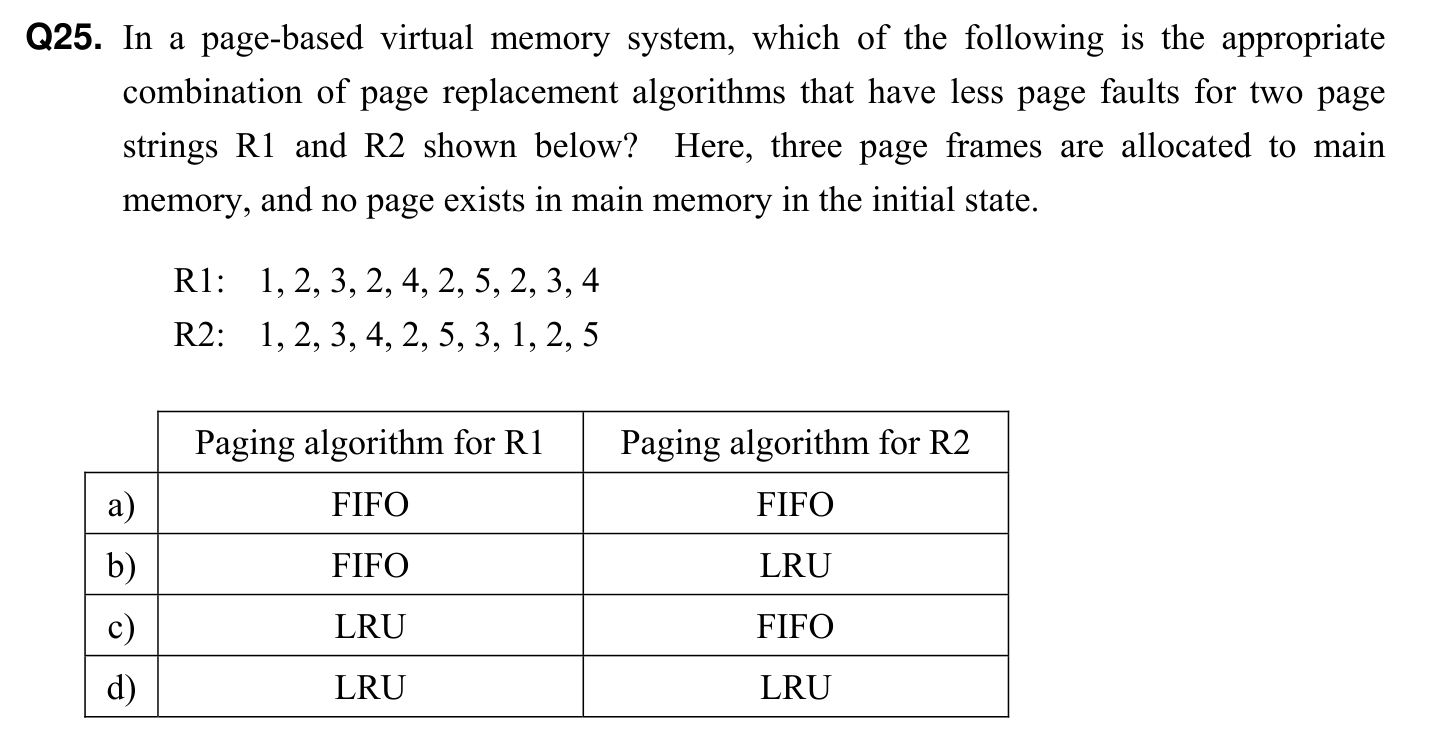 Q25. In a page-based virtual memory system, which of the following is the appropriate
combination of page replacement algorithms that have less page faults for two page
strings R1 and R2 shown below? Here, three page frames are allocated to main
memory, and no page exists in main memory in the initial state.
R1: 1, 2, 3, 2, 4, 2, 5, 2, 3, 4
R2: 1, 2, 3, 4, 2, 5, 3, 1, 2, 5
Paging algorithm for R1 Paging algorithm for R2
a) FIFO FIFO
b) FIFO LRU
c) LRU FIFO
d) LRU LRU